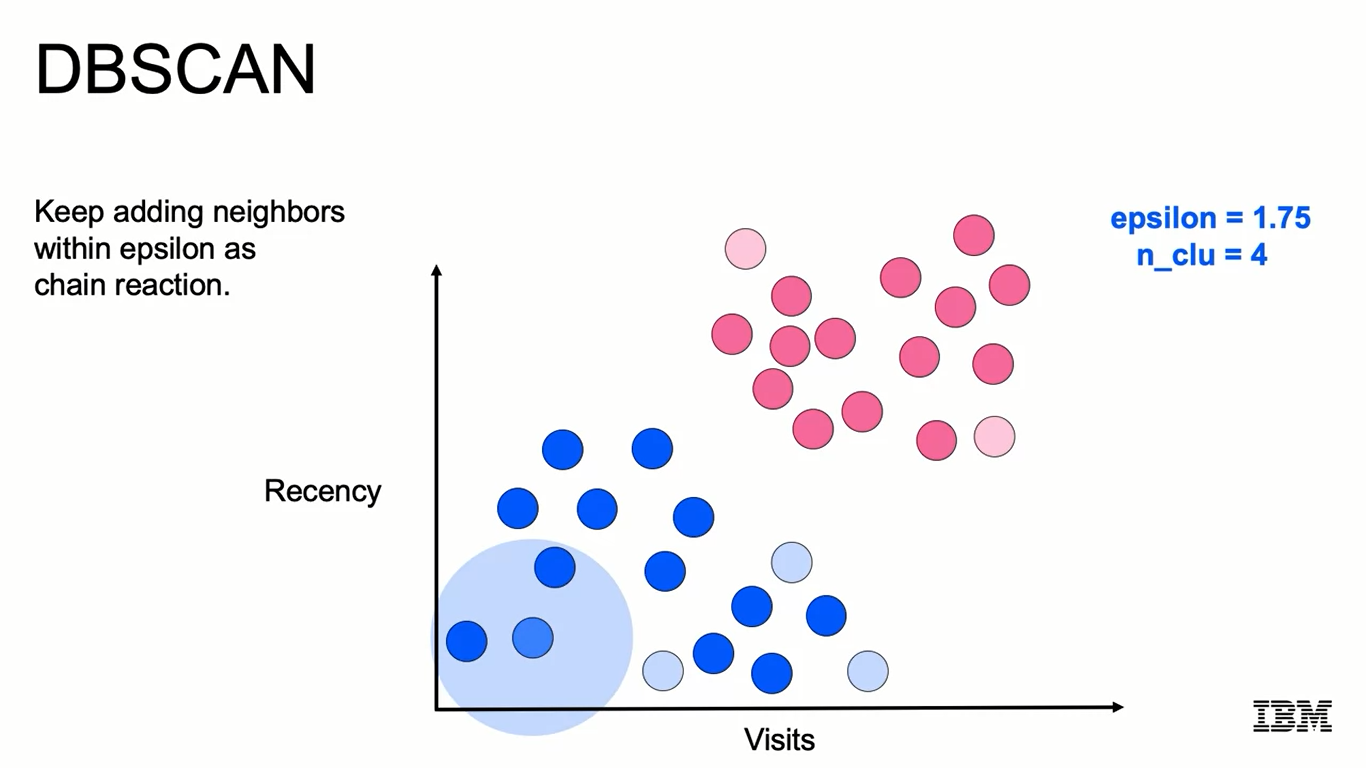 DBSCAN
Keep adding neighbors
within epsilon as
chain reaction.
epsilon = 1.75
n_clu = 4
Recency
Visits
IBM